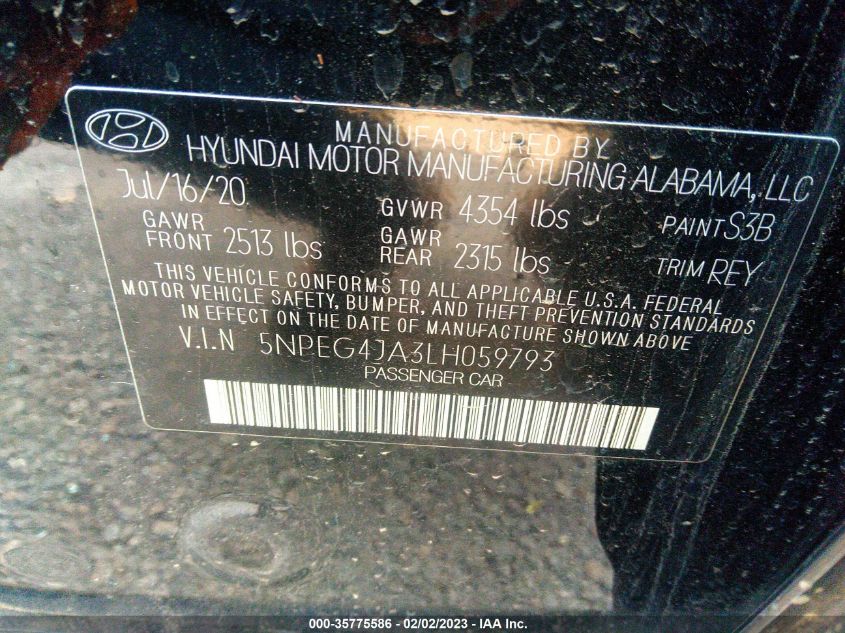 MANUFACTURED BY
HYUNDAI MOTOR MANUFACTURING ALABAMA, LLC
Jul/16/20 GVWR 4354 lbs PAINT S3B
GAWR FRONT 2513 lbs GAWR REAR 2315 lbs TRIM REY
THIS VEHICLE CONFORMS TO ALL APPLICABLE U.S.A. FEDERAL
MOTOR VEHICLE SAFETY, BUMPER, AND THEFT PREVENTION STANDARDS
IN EFFECT ON THE DATE OF MANUFACTURE SHOWN ABOVE
V.I.N 5NPEG4JA3LH059793
PASSENGER CAR
000-35775586 - 02/02/2023 - IAA Inc.